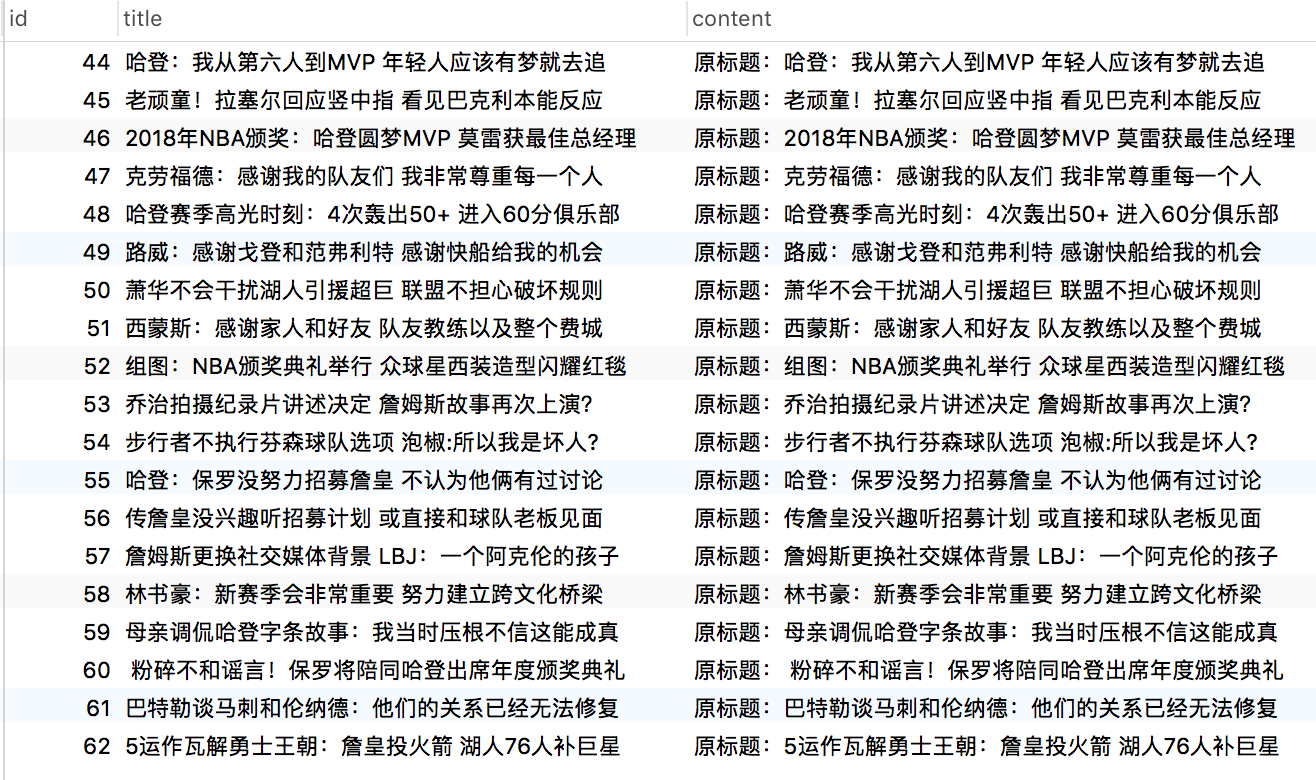 id title content
44 哈登：我从第六人到MVP 年轻人应该有梦就去追 原标题：哈登：我从第六人到MVP 年轻人应该有梦就去追
45 老顽童！拉塞尔回应竖中指 看见巴克利本能反应 原标题：老顽童！拉塞尔回应竖中指 看见巴克利本能反应
46 2018年NBA颁奖：哈登圆梦MVP 莫雷获最佳总经理 原标题：2018年NBA颁奖：哈登圆梦MVP 莫雷获最佳总经理
47 克劳福德：感谢我的队友们 我非常尊重每一个人 原标题：克劳福德：感谢我的队友们 我非常尊重每一个人
48 哈登赛季高光时刻：4次轰出50+ 进入60分俱乐部 原标题：哈登赛季高光时刻：4次轰出50+ 进入60分俱乐部
49 路威：感谢戈登和范弗利特 感谢快船给我的机会 原标题：路威：感谢戈登和范弗利特 感谢快船给我的机会
50 萧华不会干扰湖人引援超巨 联盟不担心破坏规则 原标题：萧华不会干扰湖人引援超巨 联盟不担心破坏规则
51 西蒙斯：感谢家人和好友 队友教练以及整个费城 原标题：西蒙斯：感谢家人和好友 队友教练以及整个费城
52 组图：NBA颁奖典礼举行 众球星西装造型闪耀红毯 原标题：组图：NBA颁奖典礼举行 众球星西装造型闪耀红毯
53 乔治拍摄纪录片讲述决定 詹姆斯故事再次上演？ 原标题：乔治拍摄纪录片讲述决定 詹姆斯故事再次上演？
54 步行者不执行芬森球队选项 泡椒:所以我是坏人? 原标题：步行者不执行芬森球队选项 泡椒:所以我是坏人?
55 哈登：保罗没努力招募詹皇 不认为他俩有过讨论 原标题：哈登：保罗没努力招募詹皇 不认为他俩有过讨论
56 传詹皇没兴趣听招募计划 或直接和球队老板见面 原标题：传詹皇没兴趣听招募计划 或直接和球队老板见面
57 詹姆斯更换社交媒体背景 LBJ：一个阿克伦的孩子 原标题：詹姆斯更换社交媒体背景 LBJ：一个阿克伦的孩子
58 林书豪：新赛季会非常重要 努力建立跨文化桥梁 原标题：林书豪：新赛季会非常重要 努力建立跨文化桥梁
59 母亲调侃哈登字条故事：我当时压根不信这能成真 原标题：母亲调侃哈登字条故事：我当时压根不信这能成真
60 粉碎不和谣言！保罗将陪同哈登出席年度颁奖典礼 原标题： 粉碎不和谣言！保罗将陪同哈登出席年度颁奖典礼
61 巴特勒谈马刺和伦纳德：他们的关系已经无法修复 原标题：巴特勒谈马刺和伦纳德：他们的关系已经无法修复
62 5运作瓦解勇士王朝：詹皇投火箭 湖人76人补巨星 原标题：5运作瓦解勇士王朝：詹皇投火箭 湖人76人补巨星